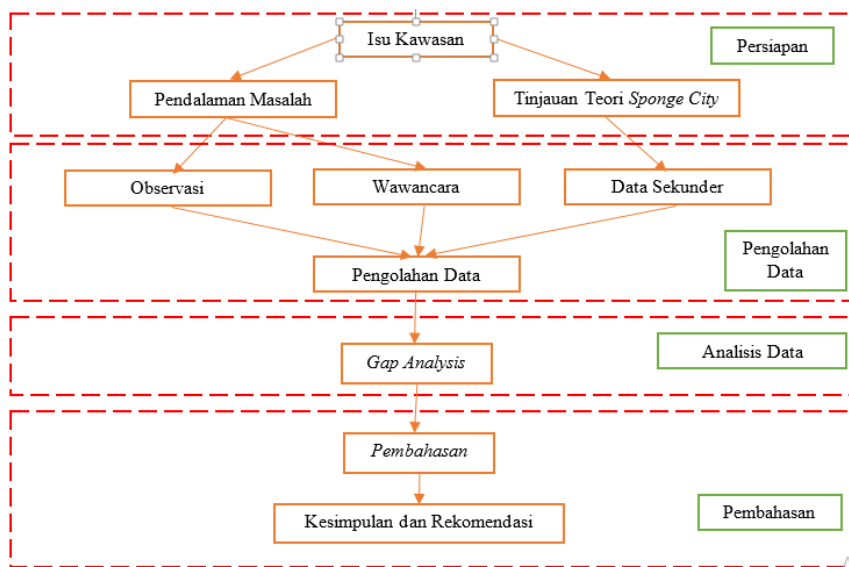 Isu Kawasan
Persiapan
Pendalaman Masalah
Tinjauan Teori Sponge City
Observasi
Wawancara
Data Sekunder
Pengolahan
Data
Pengolahan Data
Analisis Data
Gap Analysis
Pembahasan
Pembahasan
Kesimpulan dan Rekomendasi